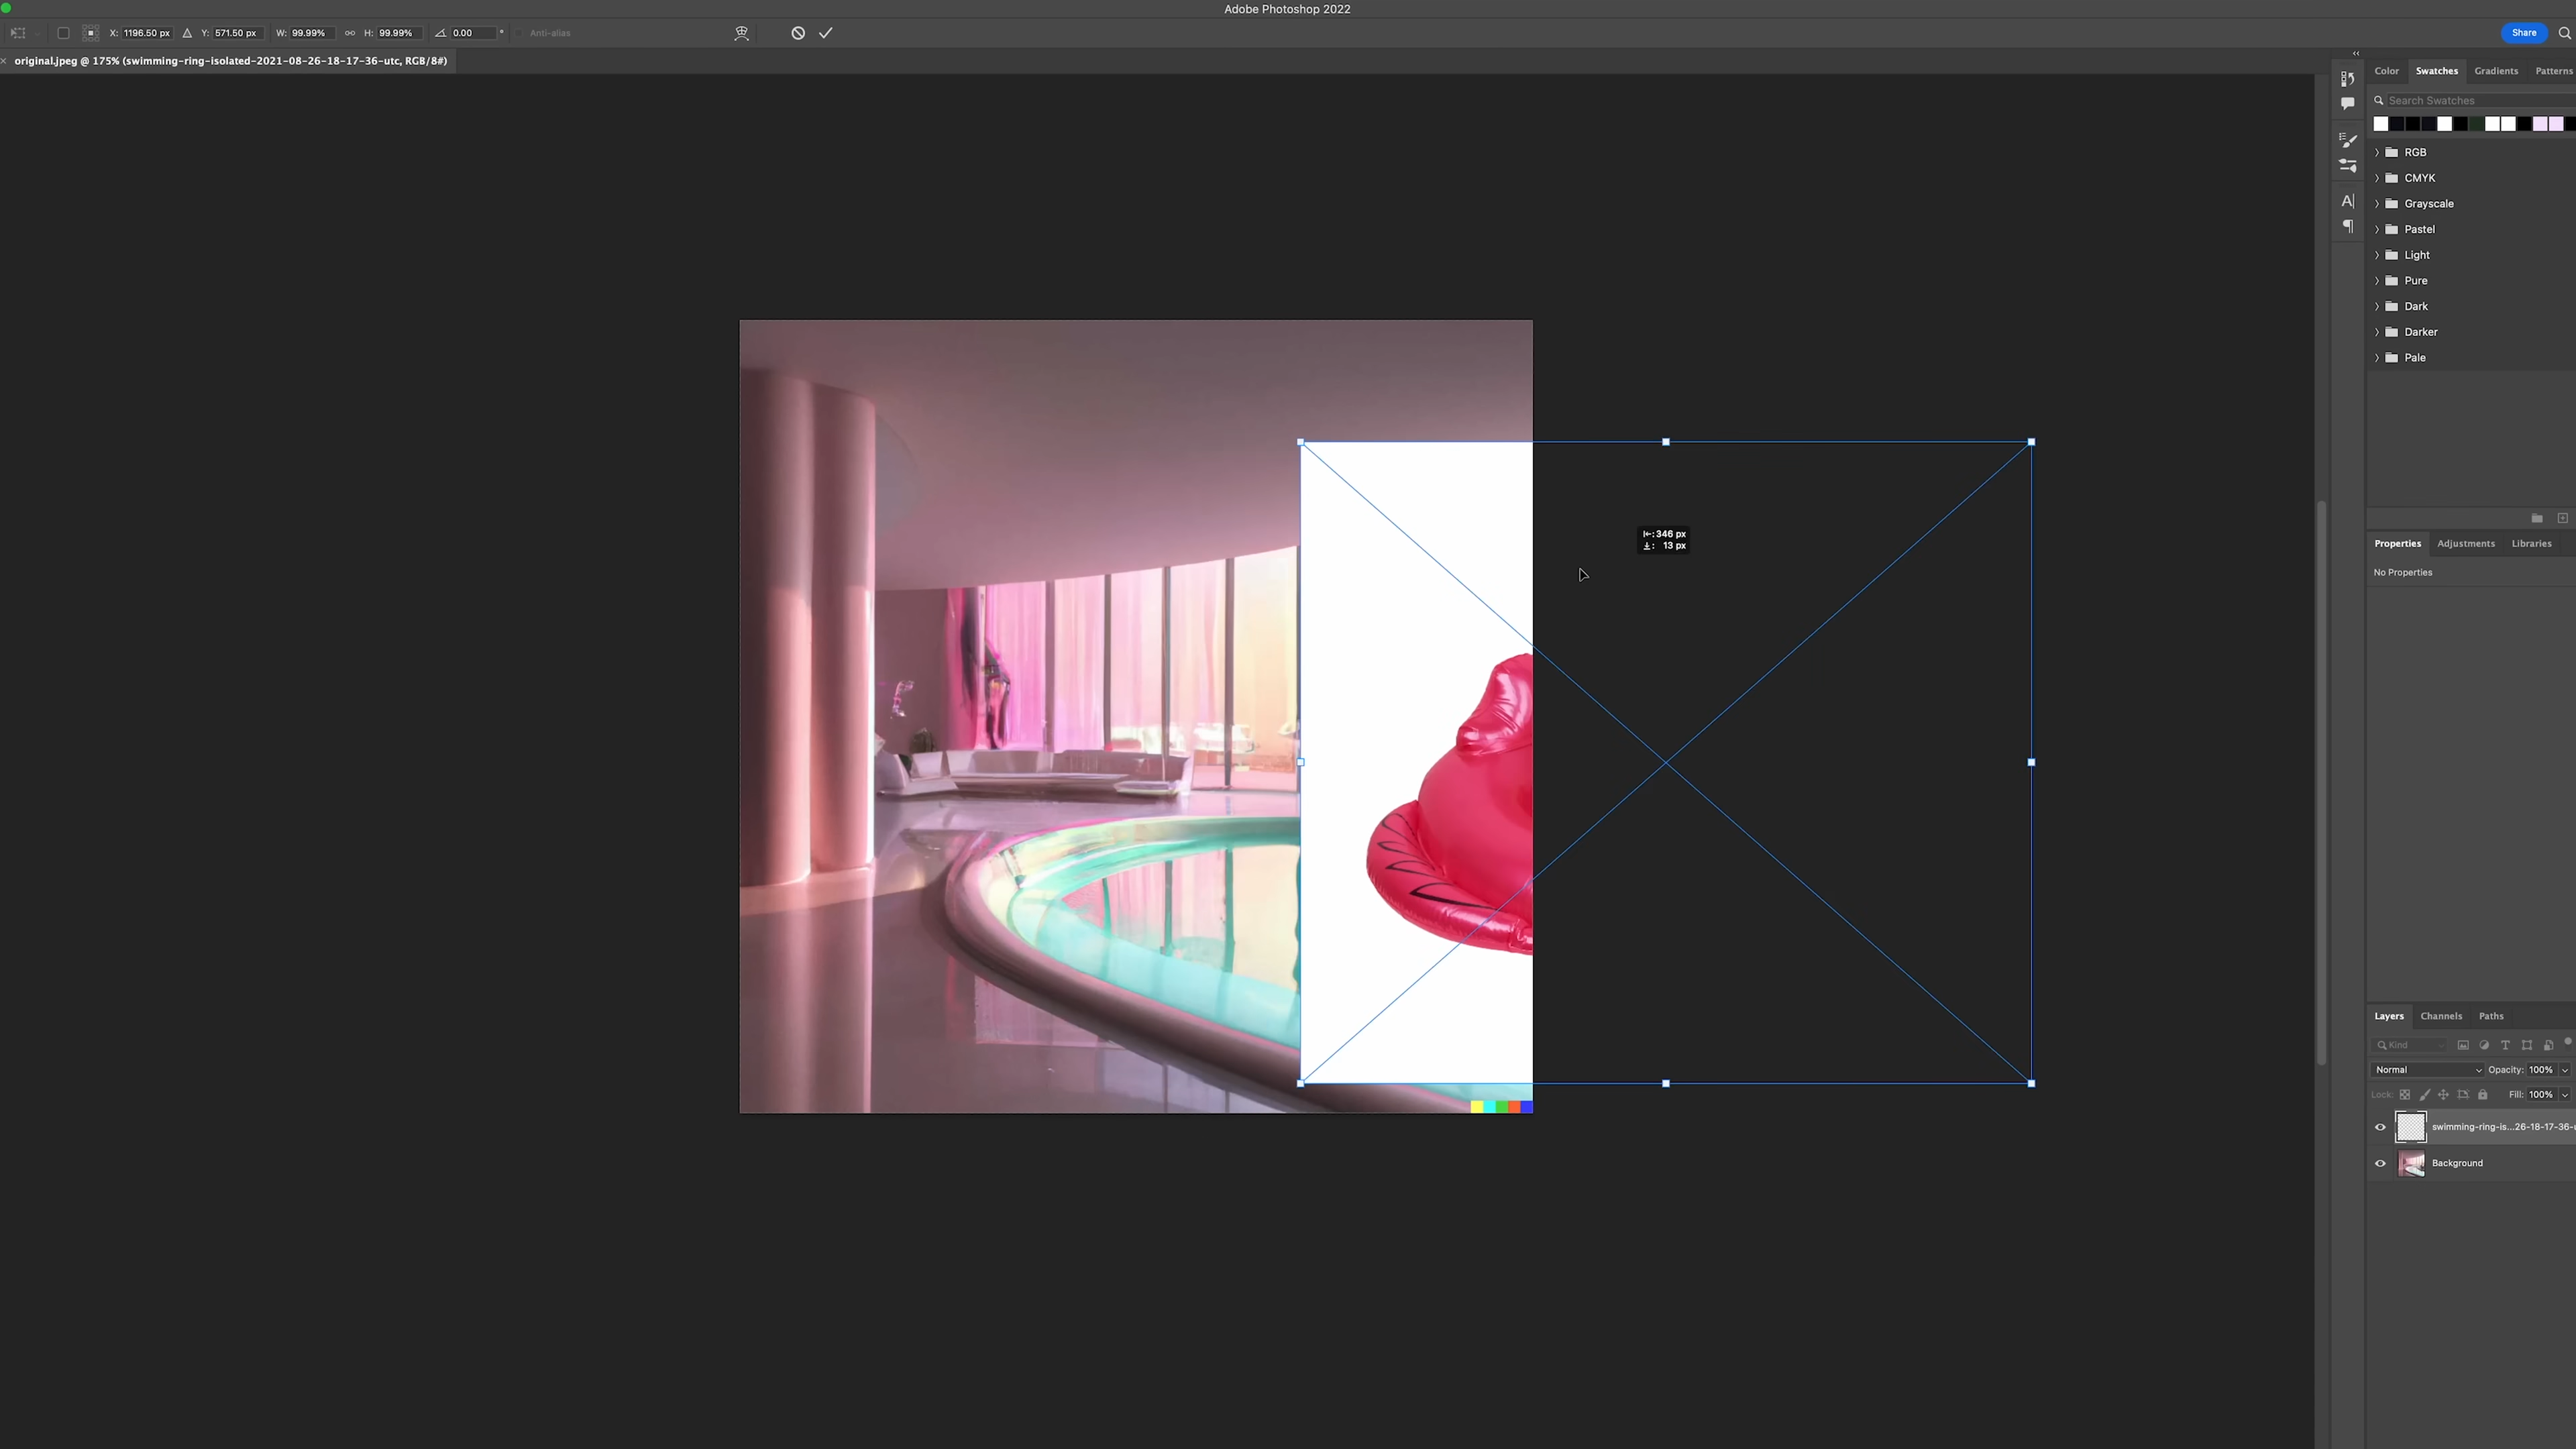 Adobe Photoshop 2022
X: 1196.50 px Y: 571.50 px W: 99.99% H: 99.99% 0.00 ° Anti-alias
Share
original.jpeg @ 175% (swimming-ring-isolated-2021-08-26-18-17-36-utc, RGB/8#)
Color Swatches Gradients Patterns
Search Swatches
RGB
CMYK
Grayscale
Pastel
Light
Pure
Dark
Darker
Pale
346 px
13 px
Properties Adjustments Libraries
No Properties
Layers Channels Paths
Kind
Normal Opacity: 100%
Lock: Fill: 100%
swimming-ring-is...26-18-17-36-u
Background